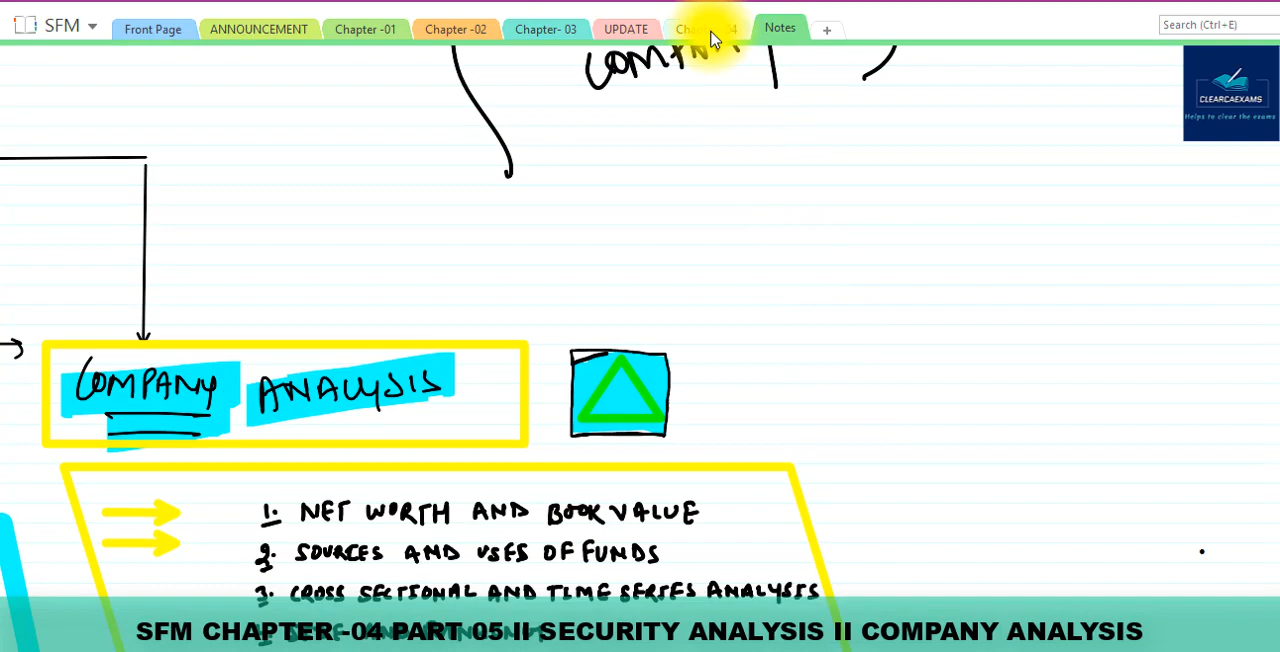 SFM
Front Page
ANNOUNCEMENT
Chapter -01
Chapter -02
Chapter- 03
UPDATE
Notes
+
Search (Ctrl+E)
COMPANY
CLEARCAEXAMS
Helps to clear the exams
COMPANY ANALYSIS
1. NET WORTH AND BOOK VALUE
2. SOURCES AND USES OF FUNDS
3. CROSS SECTIONAL AND TIME SERIES ANALYSIS
4.
SFM CHAPTER -04 PART 05 II SECURITY ANALYSIS II COMPANY ANALYSIS